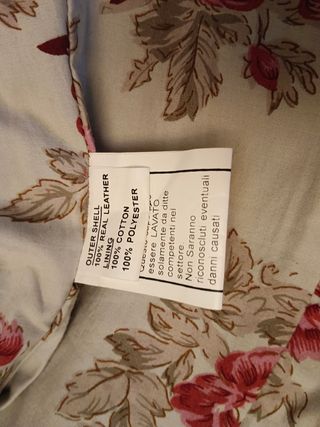 OUTER SHELL
100% REAL LEATHER
LINING
100% COTTON
100% POLYESTER
essere LAVATO
solamente da ditte
competenti nel
settore
Non Saranno
riconosciuti eventuali
danni causati